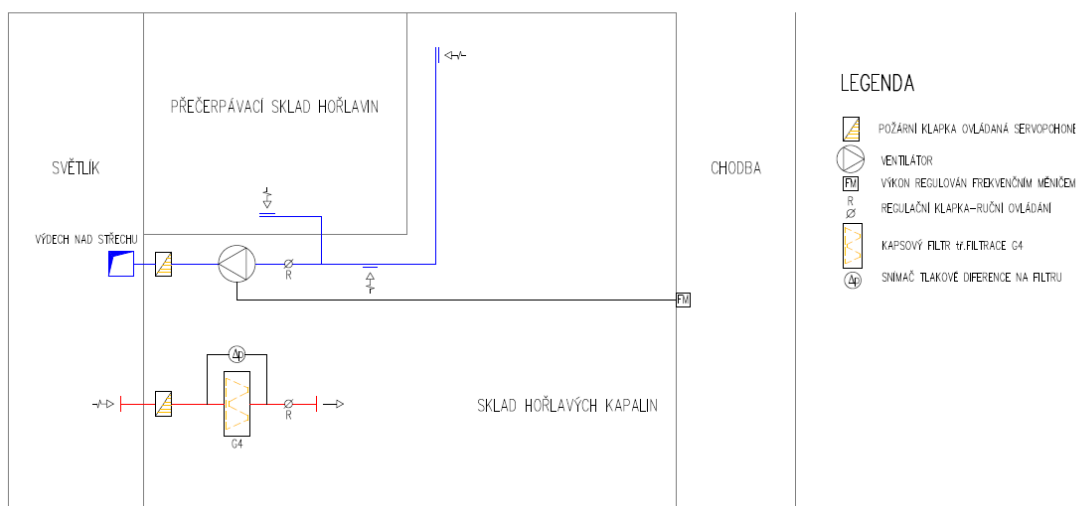 PŘEČERPÁVACÍ SKLAD HOŘLAVIN
SVĚTLÍK
CHODBA
VÝDECH NAD STŘECHU
R
FM
Δp
SKLAD HOŘLAVÝCH KAPALIN
R
G4
LEGENDA
POŽÁRNÍ KLAPKA OVLÁDANÁ SERVOPOHONE
VENTILÁTOR
FM VÝKON REGULOVÁN FREKVENČNÍM MĚNIČEM
R
REGULAČNÍ KLAPKA-RUČNÍ OVLÁDÁNÍ
KAPSOVÝ FILTR tř.FILTRACE G4
Δp SNÍMAČ TLAKOVÉ DIFERENCE NA FILTRU